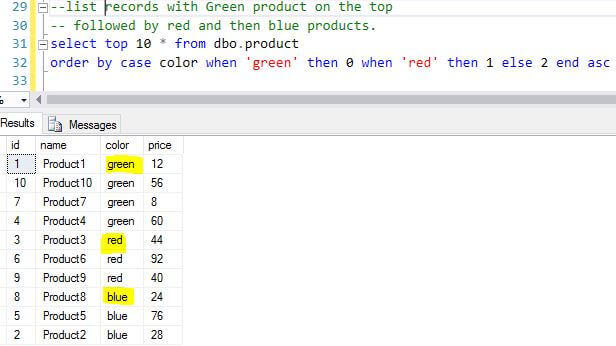 29 --list records with Green product on the top
30 -- followed by red and then blue products.
31 select top 10 * from dbo.product
32 order by case color when 'green' then 0 when 'red' then 1 else 2 end asc
33
%
Results Messages
id name color price
1 Product1 green 12
10 Product10 green 56
7 Product7 green 8
4 Product4 green 60
3 Product3 red 44
6 Product6 red 92
9 Product9 red 40
8 Product8 blue 24
5 Product5 blue 76
2 Product2 blue 28